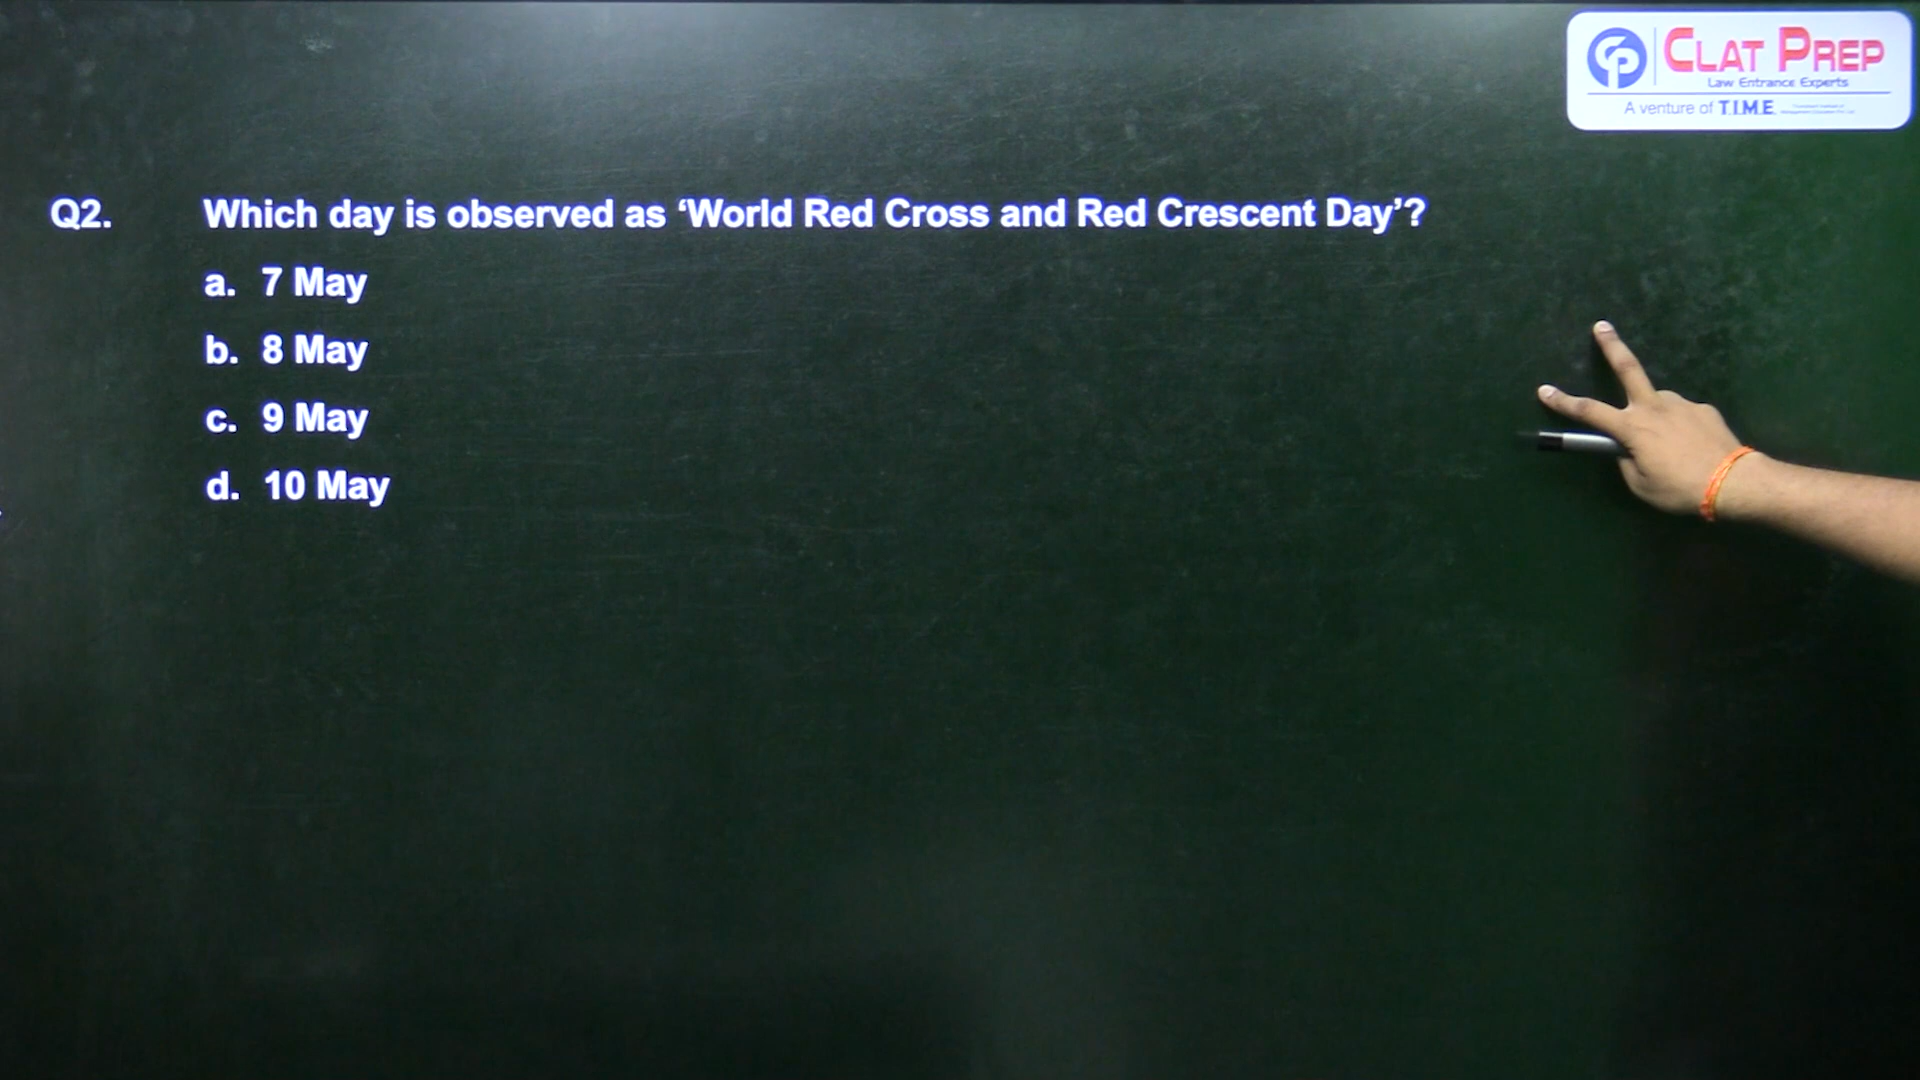 CLAT PREP
Law Entrance Experts
A venture of T.I.M.E.
Q2. Which day is observed as ‘World Red Cross and Red Crescent Day’?
a. 7 May
b. 8 May
c. 9 May
d. 10 May